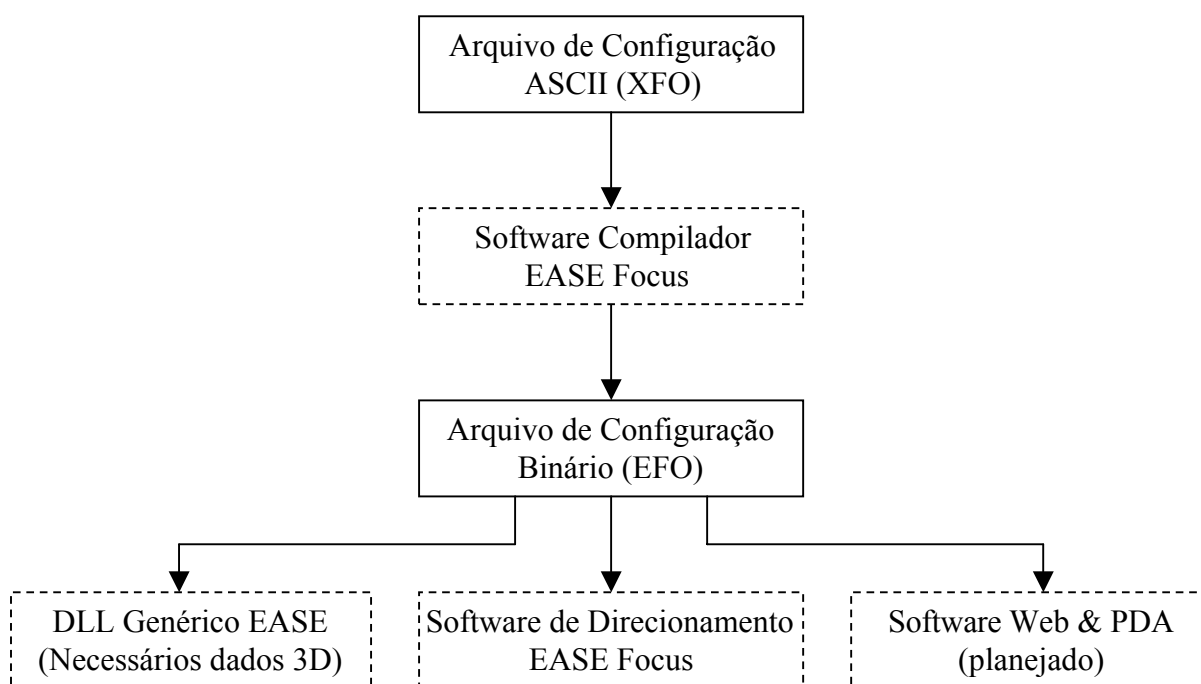 Arquivo de Configuração
ASCII (XFO)
Software Compilador
EASE Focus
Arquivo de Configuração
Binário (EFO)
DLL Genérico EASE
(Necessários dados 3D)
Software de Direcionamento
EASE Focus
Software Web & PDA
(planejado)